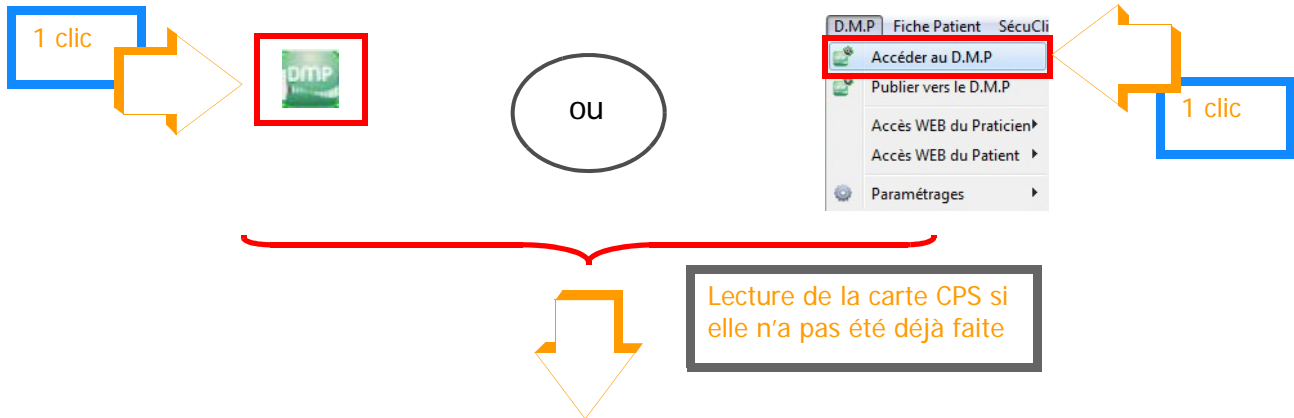 1 clic
DMP
ou
D.M.P Fiche Patient SécuCli
Accéder au D.M.P
Publier vers le D.M.P
Accès WEB du Praticien
Accès WEB du Patient
Paramétrages
1 clic
Lecture de la carte CPS si
elle n'a pas été déjà faite